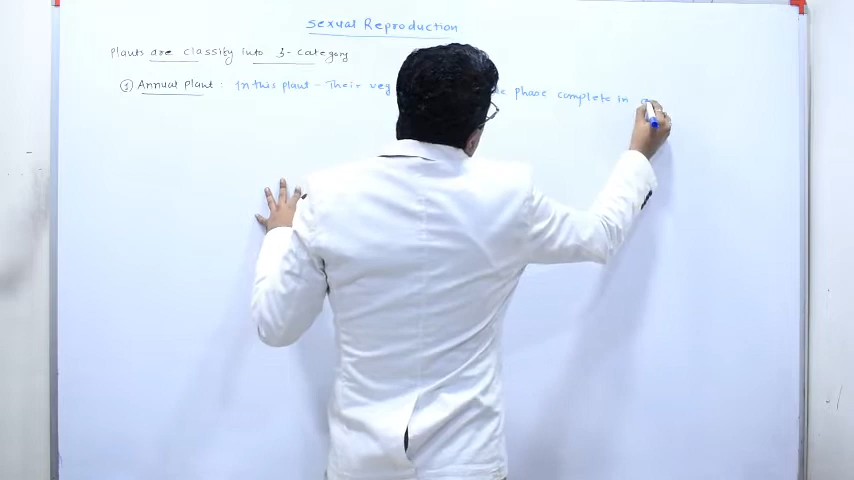 Sexual Reproduction
Plants are classify into 3- category
① Annual Plant : In this plant - Their veg phase complete in